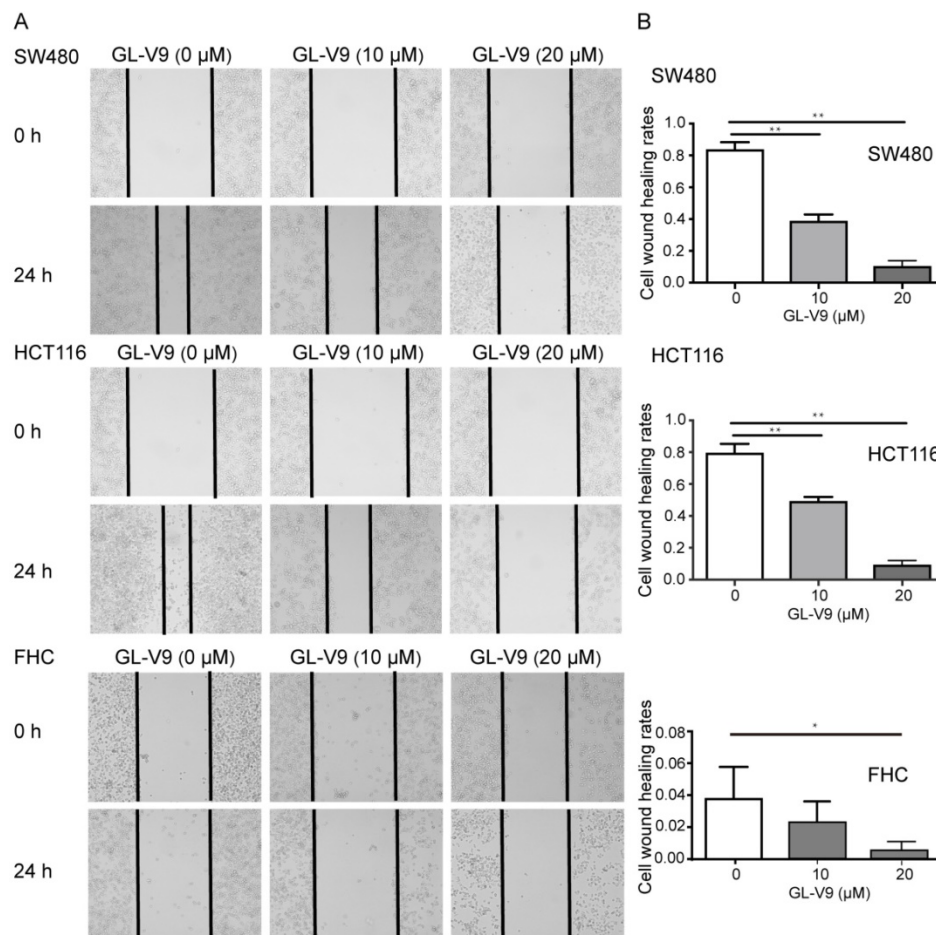 A
SW480 GL-V9 (0 µM) GL-V9 (10 µM) GL-V9 (20 µM)
0 h
24 h
HCT116 GL-V9 (0 µM) GL-V9 (10 µM) GL-V9 (20 µM)
0 h
24 h
FHC GL-V9 (0 µM) GL-V9 (10 µM) GL-V9 (20 µM)
0 h
24 h
B
SW480
Cell wound healing rates
1.0
0.8
0.6
0.4
0.2
0.0
**
**
SW480
0 10 20
GL-V9 (µM)
HCT116
Cell wound healing rates
1.0
0.8
0.6
0.4
0.2
0.0
**
**
HCT116
0 10 20
GL-V9 (µM)
Cell wound healing rates
0.08
0.06
0.04
0.02
0.00
*
FHC
0 10 20
GL-V9 (µM)